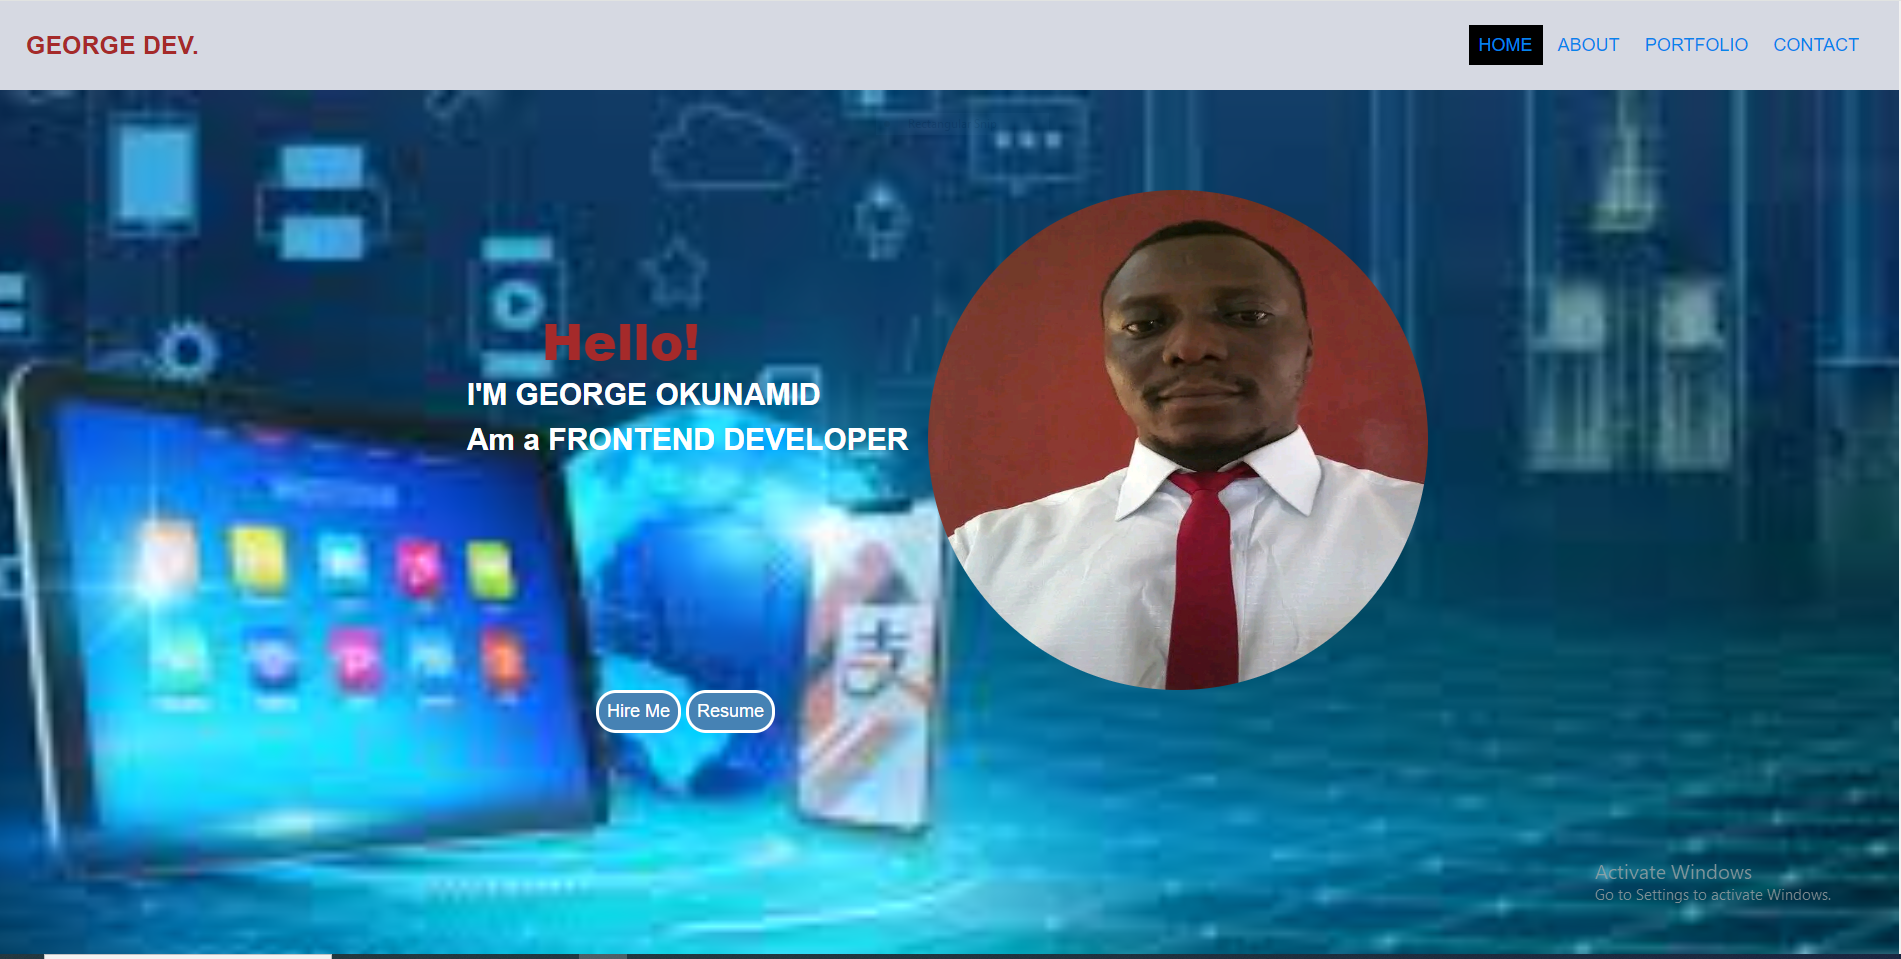 GEORGE DEV.
HOME ABOUT PORTFOLIO CONTACT
Hello!
I'M GEORGE OKUNAMID
Am a FRONTEND DEVELOPER
支
Hire Me Resume
Activate Windows
Go to Settings to activate Windows.